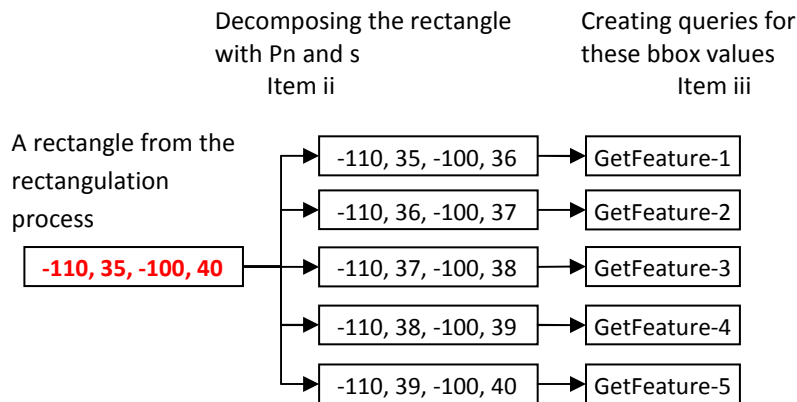 Decomposing the rectangle
with Pn and s
Item ii
Creating queries for
these bbox values
Item iii
A rectangle from the
rectangulation
process
-110, 35, -100, 40
-110, 35, -100, 36
GetFeature-1
-110, 36, -100, 37
GetFeature-2
-110, 37, -100, 38
GetFeature-3
-110, 38, -100, 39
GetFeature-4
-110, 39, -100, 40
GetFeature-5